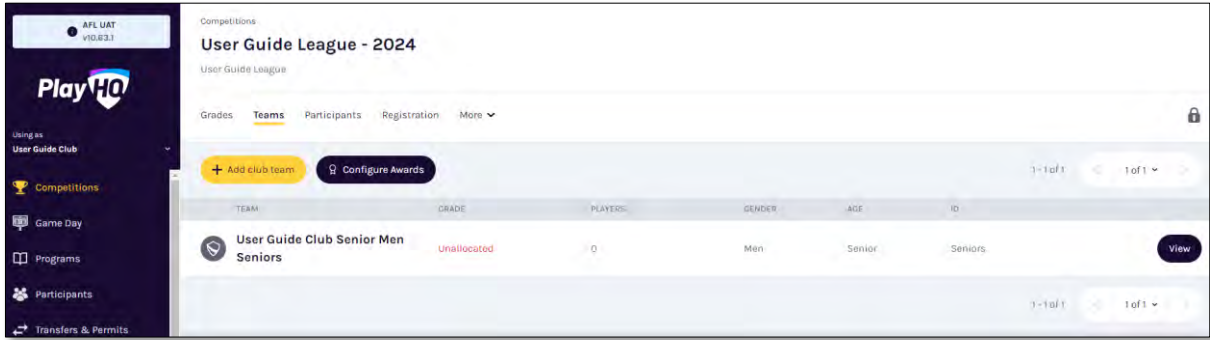 AFL UAT
v10.63.1
PlayHQ
Using as
User Guide Club
Competitions
Game Day
Programs
Participants
Transfers & Permits
Competitions
User Guide League - 2024
User Guide League
Grades Teams Participants Registration More
+ Add club team Configure Awards 1-1 of 1 1 of 1
TEAM GRADE PLAYERS GENDER AGE ID
User Guide Club Senior Men
Seniors
Unallocated 0 Men Senior Seniors View
1-1 of 1 1 of 1